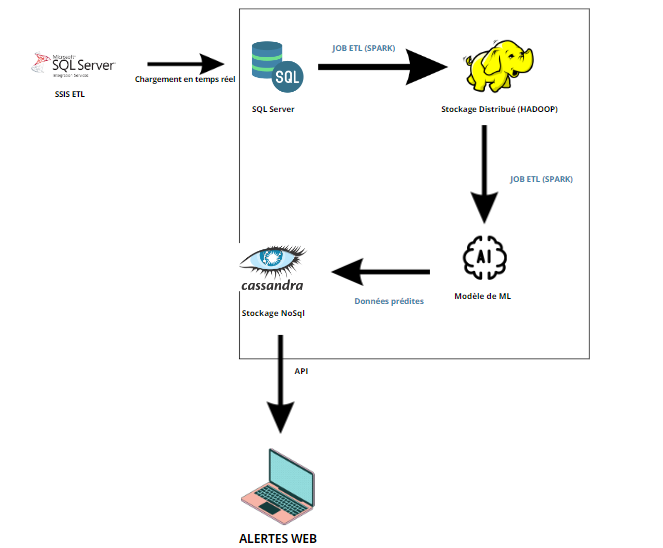 Microsoft
SQL Server
Integration Services
SSIS ETL
Chargement en temps réel
SQL
SQL Server
JOB ETL (SPARK)
Stockage Distribué (HADOOP)
JOB ETL (SPARK)
AI
Modèle de ML
Données prédites
cassandra
Stockage NoSql
API
ALERTES WEB